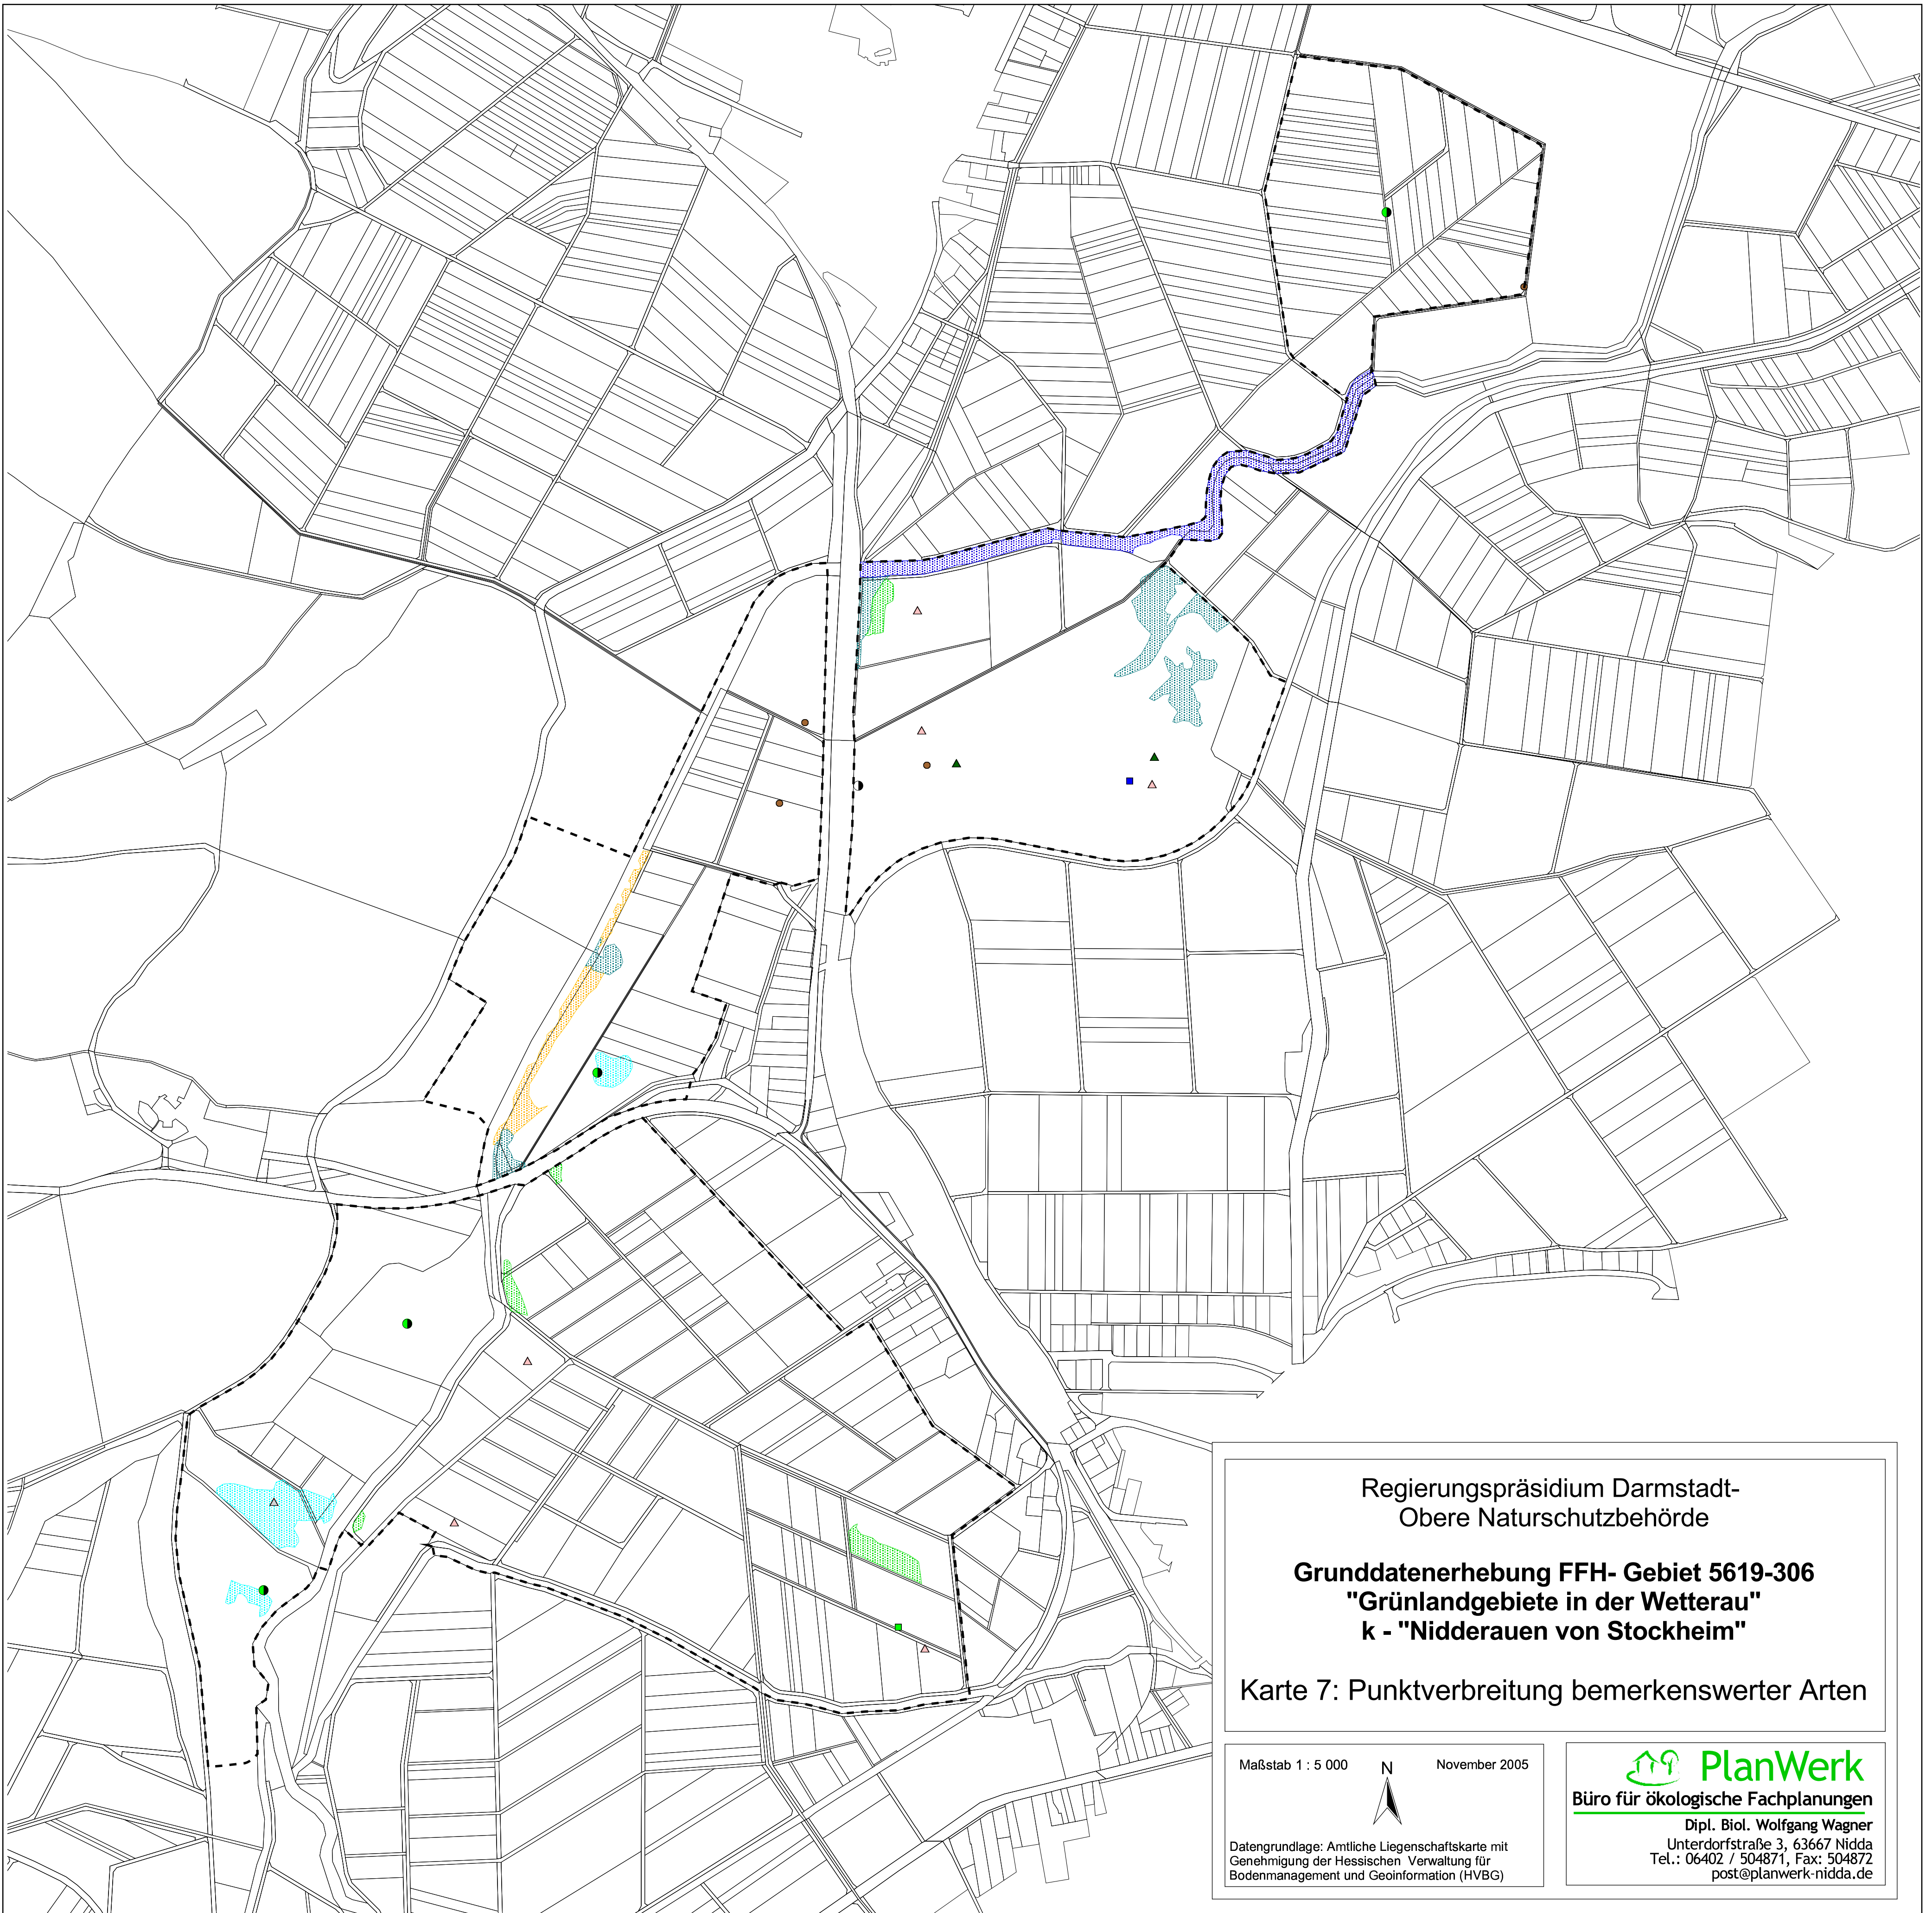 Regierungspräsidium Darmstadt-
Obere Naturschutzbehörde
Grunddatenerhebung FFH- Gebiet 5619-306
"Grünlandgebiete in der Wetterau"
k - "Nidderauen von Stockheim"
Karte 7: Punktverbreitung bemerkenswerter Arten
Maßstab 1 : 5 000
N
November 2005
Datengrundlage: Amtliche Liegenschaftskarte mit
Genehmigung der Hessischen Verwaltung für
Bodenmanagement und Geoinformation (HVBG)
PlanWerk
Büro für ökologische Fachplanungen
Dipl. Biol. Wolfgang Wagner
Unterdorfstraße 3, 63667 Nidda
Tel.: 06402 / 504871, Fax: 504872
post@planwerk-nidda.de